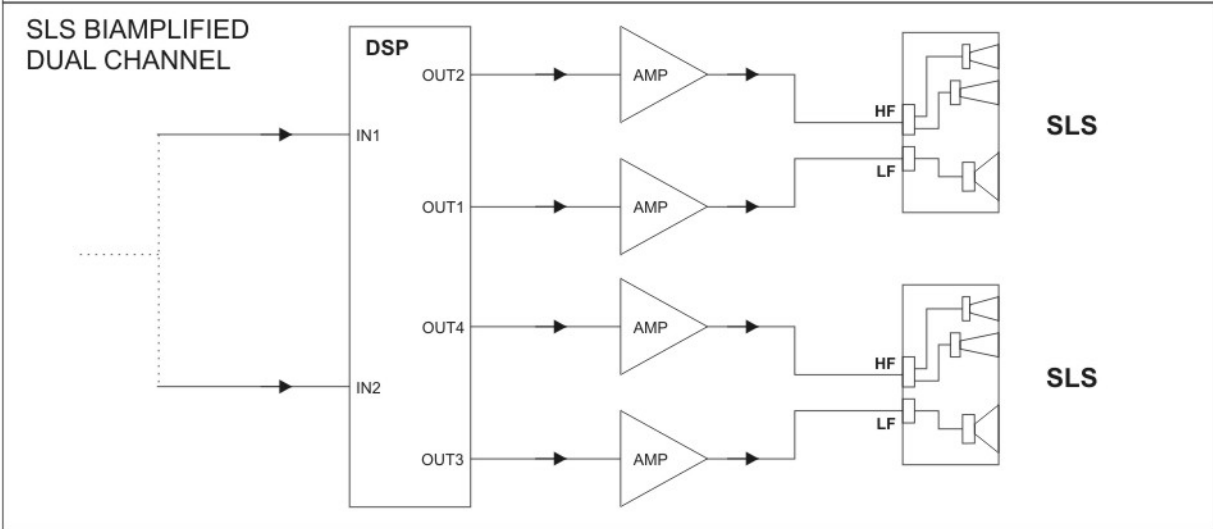 SLS BIAMPLIFIED
DUAL CHANNEL
DSP
OUT2
AMP
HF
SLS
IN1
LF
OUT1
AMP
OUT4
AMP
HF
SLS
IN2
LF
OUT3
AMP